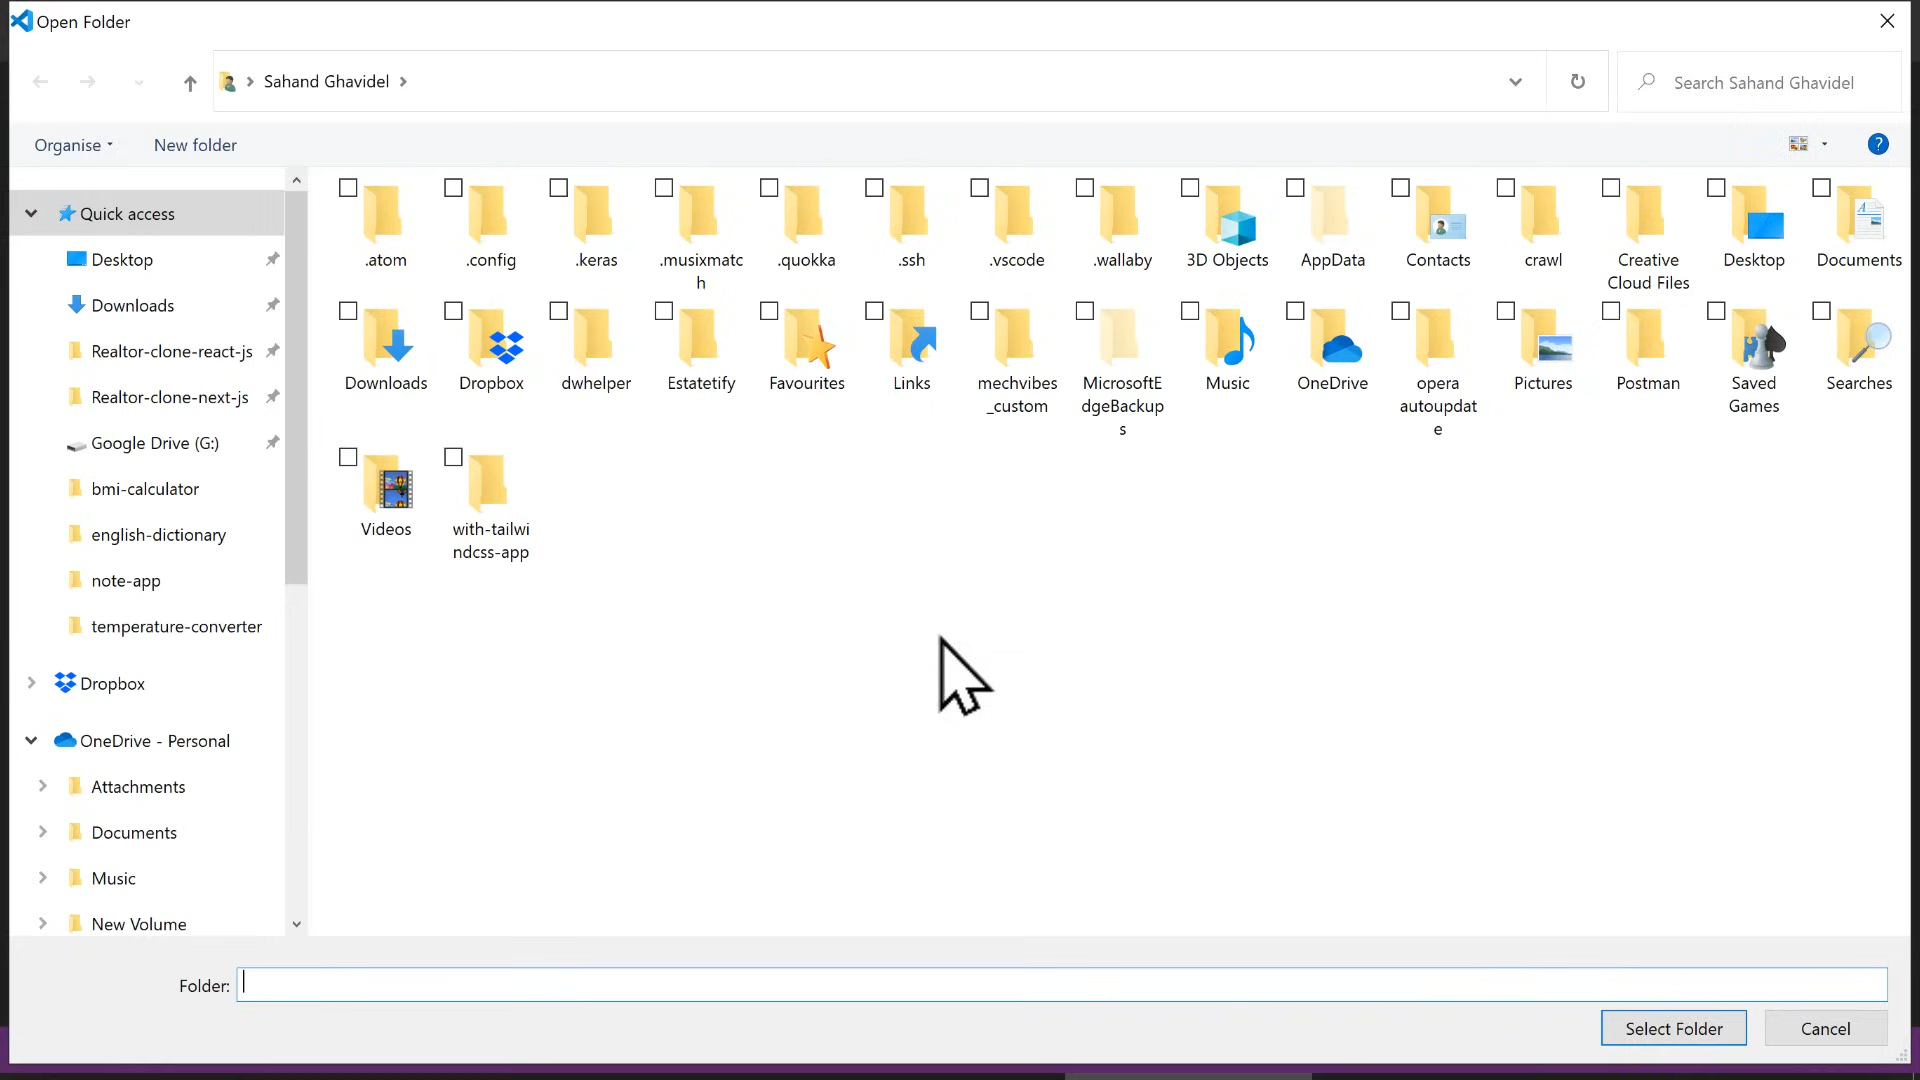 Open Folder
Sahand Ghavidel
Search Sahand Ghavidel
Organise
New folder
?
Quick access
Desktop
Downloads
Realtor-clone-react-js
Realtor-clone-next-js
Google Drive (G:)
bmi-calculator
english-dictionary
note-app
temperature-converter
Dropbox
OneDrive - Personal
Attachments
Documents
Music
New Volume
.atom
.config
.keras
.musixmatc
h
.quokka
.ssh
.vscode
.wallaby
3D Objects
AppData
Contacts
crawl
Creative
Cloud Files
Desktop
Documents
Downloads
Dropbox
dwhelper
Estatetify
Favourites
Links
mechvibes
_custom
MicrosoftE
dgeBackup
s
Music
OneDrive
opera
autoupdat
e
Pictures
Postman
Saved
Games
Searches
Videos
with-tailwi
ndcss-app
Folder:
Select Folder
Cancel